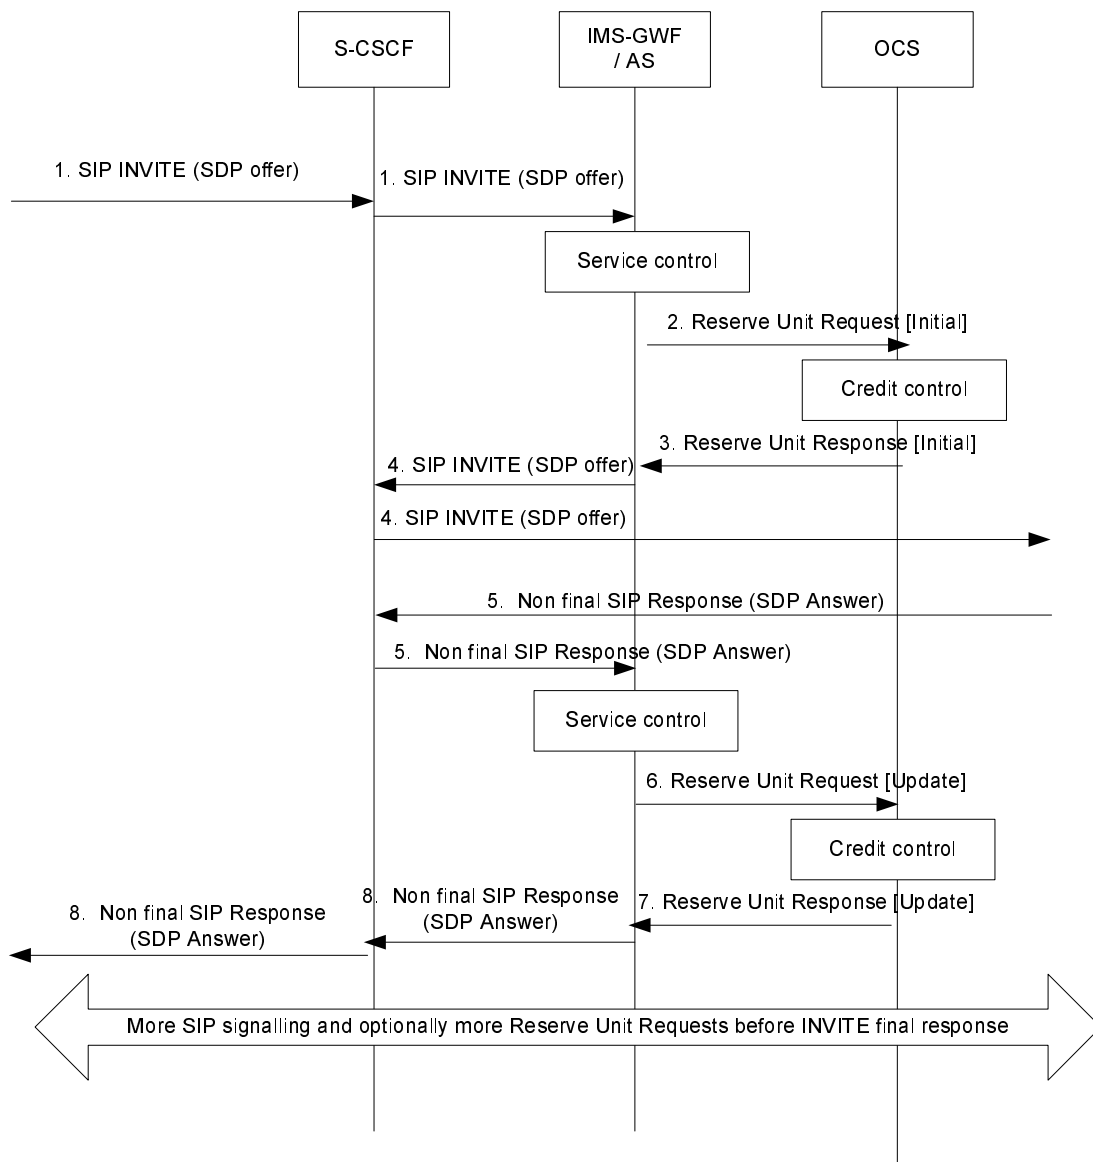 S-CSCF
IMS-GWF
/ AS
OCS
1. SIP INVITE (SDP offer)
1. SIP INVITE (SDP offer)
Service control
2. Reserve Unit Request [Initial]
Credit control
3. Reserve Unit Response [Initial]
4. SIP INVITE (SDP offer)
4. SIP INVITE (SDP offer)
5. Non final SIP Response (SDP Answer)
5. Non final SIP Response (SDP Answer)
Service control
6. Reserve Unit Request [Update]
Credit control
7. Reserve Unit Response [Update]
8. Non final SIP Response
(SDP Answer)
8. Non final SIP Response
(SDP Answer)
More SIP signalling and optionally more Reserve Unit Requests before INVITE final response